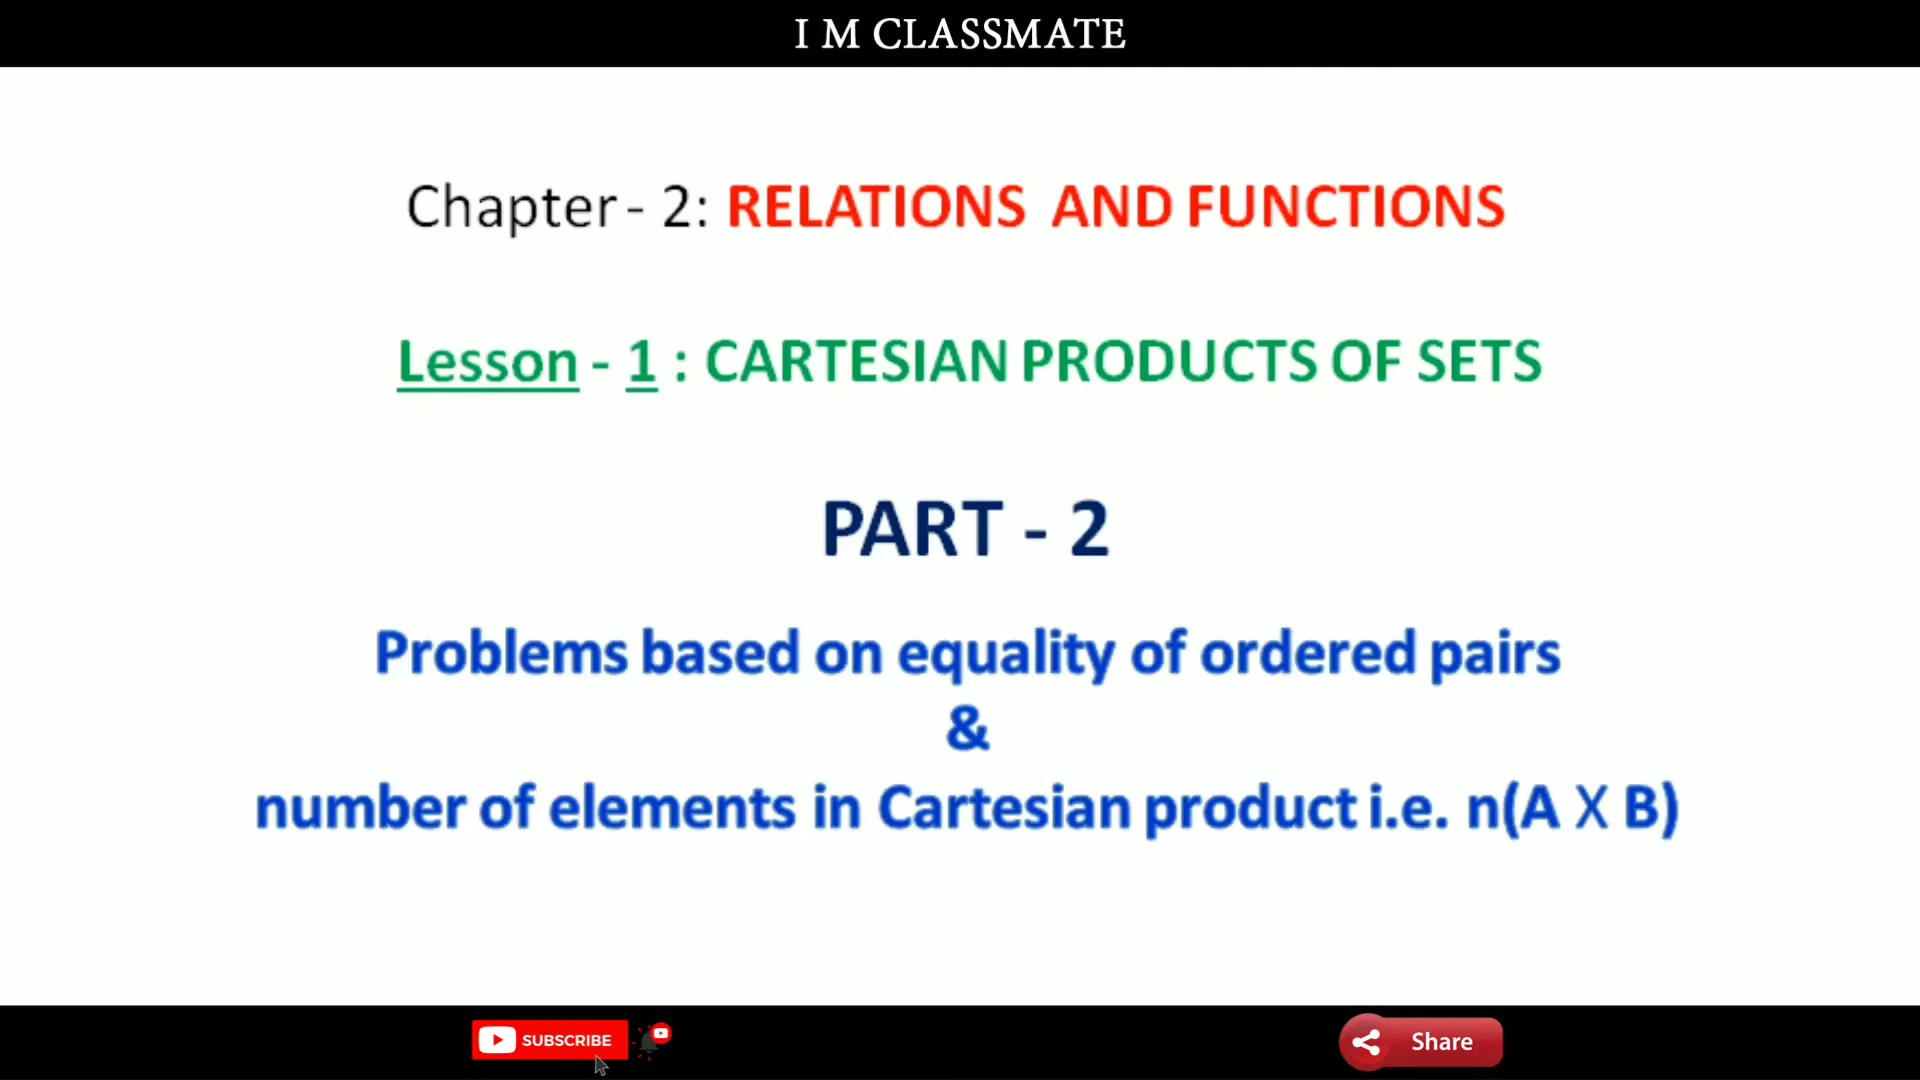 I M CLASSMATE
Chapter - 2: RELATIONS AND FUNCTIONS
Lesson - 1 : CARTESIAN PRODUCTS OF SETS
PART - 2
Problems based on equality of ordered pairs
&
number of elements in Cartesian product i.e. n(A X B)
SUBSCRIBE
Share